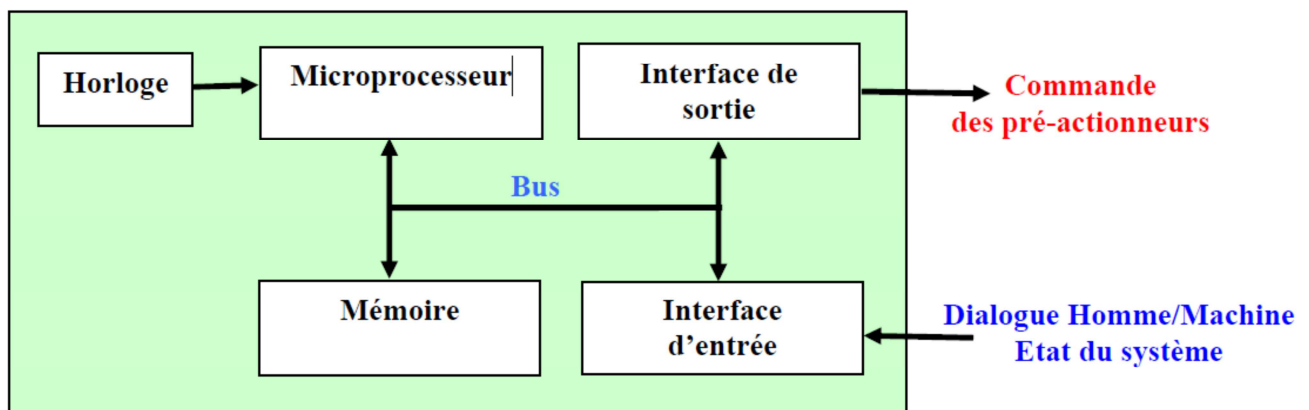 Horloge
Microprocesseur
Interface de
sortie
Commande
des pré-actionneurs
Bus
Mémoire
Interface
d’entrée
Dialogue Homme/Machine
Etat du système